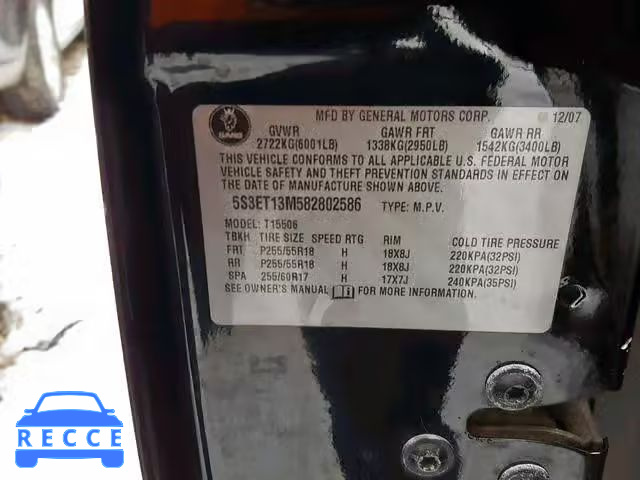 MFD BY GENERAL MOTORS CORP. 12/07
SAAB
GVWR GAWR FRT GAWR RR
2722KG(6001LB) 1338KG(2950LB) 1542KG(3400LB)
THIS VEHICLE CONFORMS TO ALL APPLICABLE U.S. FEDERAL MOTOR
VEHICLE SAFETY AND THEFT PREVENTION STANDARDS IN EFFECT ON
THE DATE OF MANUFACTURE SHOWN ABOVE.
5S3ET13M582802586 TYPE: M.P.V.
MODEL: T15506
TBKH TIRE SIZE SPEED RTG RIM COLD TIRE PRESSURE
FRT P255/55R18 H 18X8J 220KPA(32PSI)
RR P255/55R18 H 18X8J 220KPA(32PSI)
SPA 255/60R17 H 17X7J 240KPA(35PSI)
SEE OWNER'S MANUAL FOR MORE INFORMATION.
RECCE